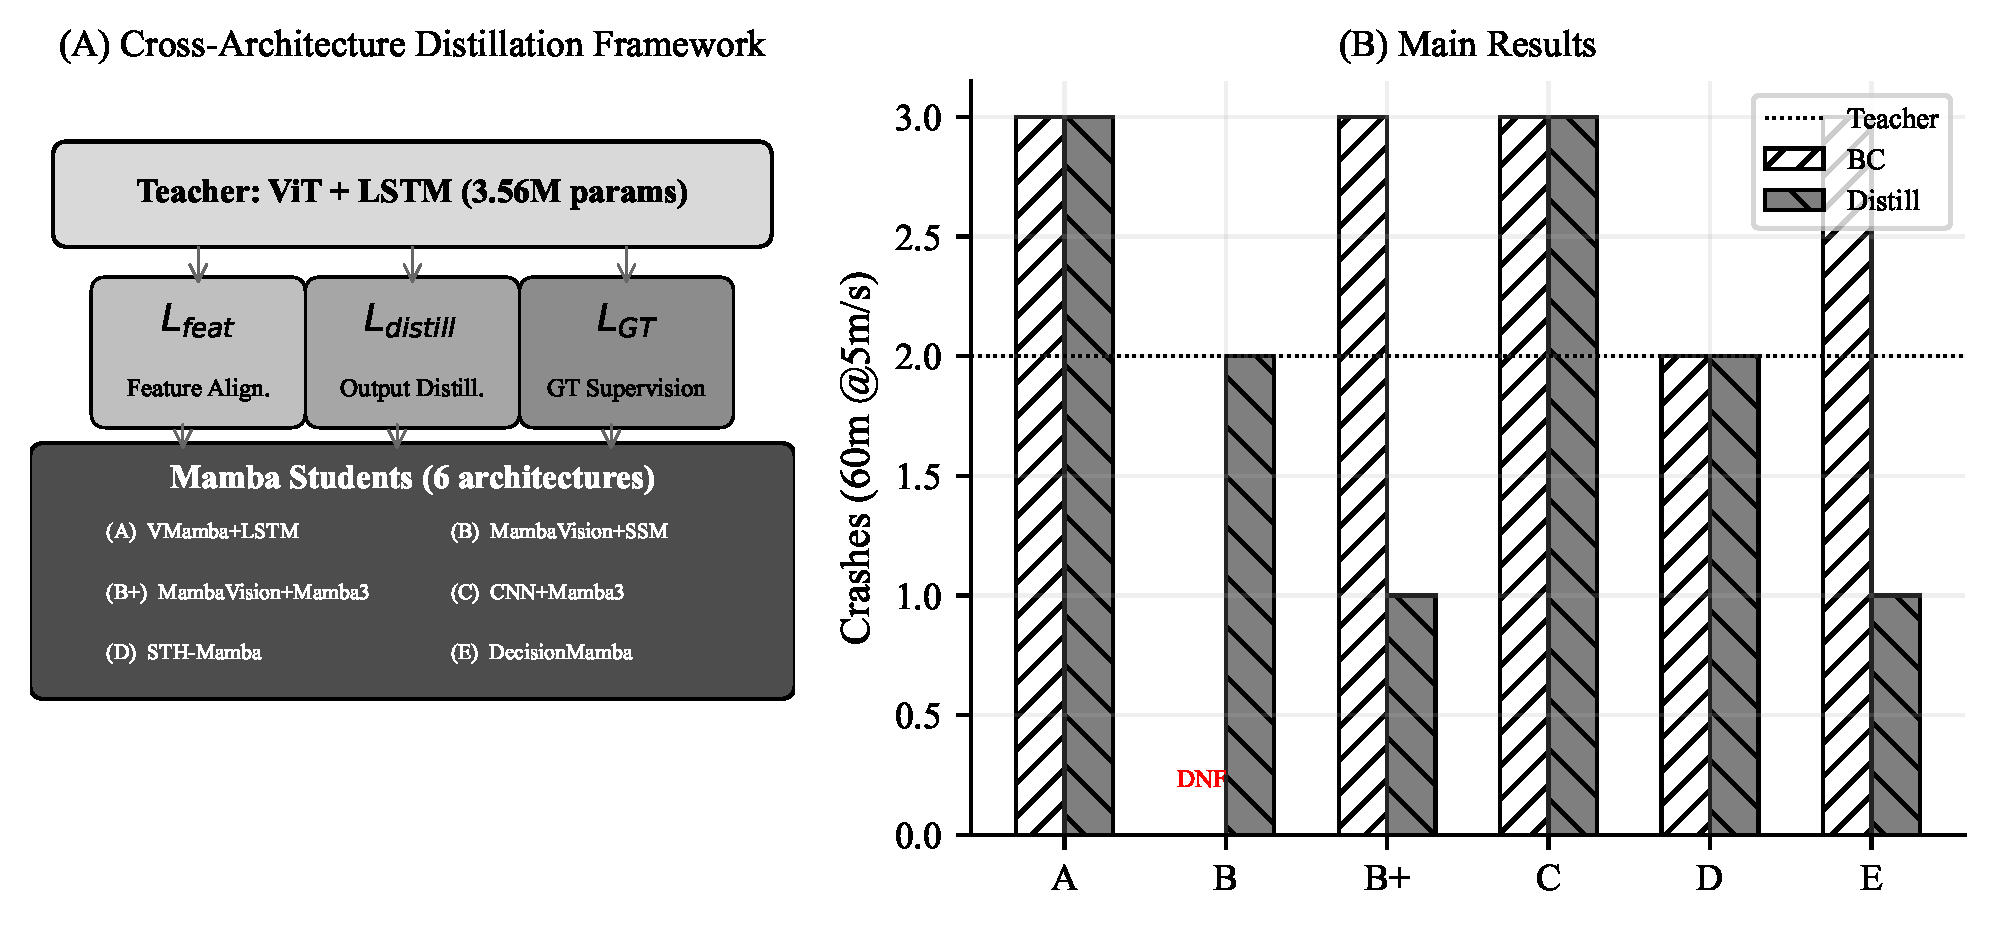 (A) Cross-Architecture Distillation Framework
Teacher: ViT + LSTM (3.56M params)
L_feat
Feature Align.
L_distill
Output Distill.
L_GT
GT Supervision
Mamba Students (6 architectures)
(A) VMamba+LSTM
(B) MambaVision+SSM
(B+) MambaVision+Mamba3
(C) CNN+Mamba3
(D) STH-Mamba
(E) DecisionMamba
(B) Main Results
Crashes (60m @5m/s)
3.0
2.5
2.0
1.5
1.0
0.5
0.0
Teacher
BC
Distill
DNF
A
B
B+
C
D
E